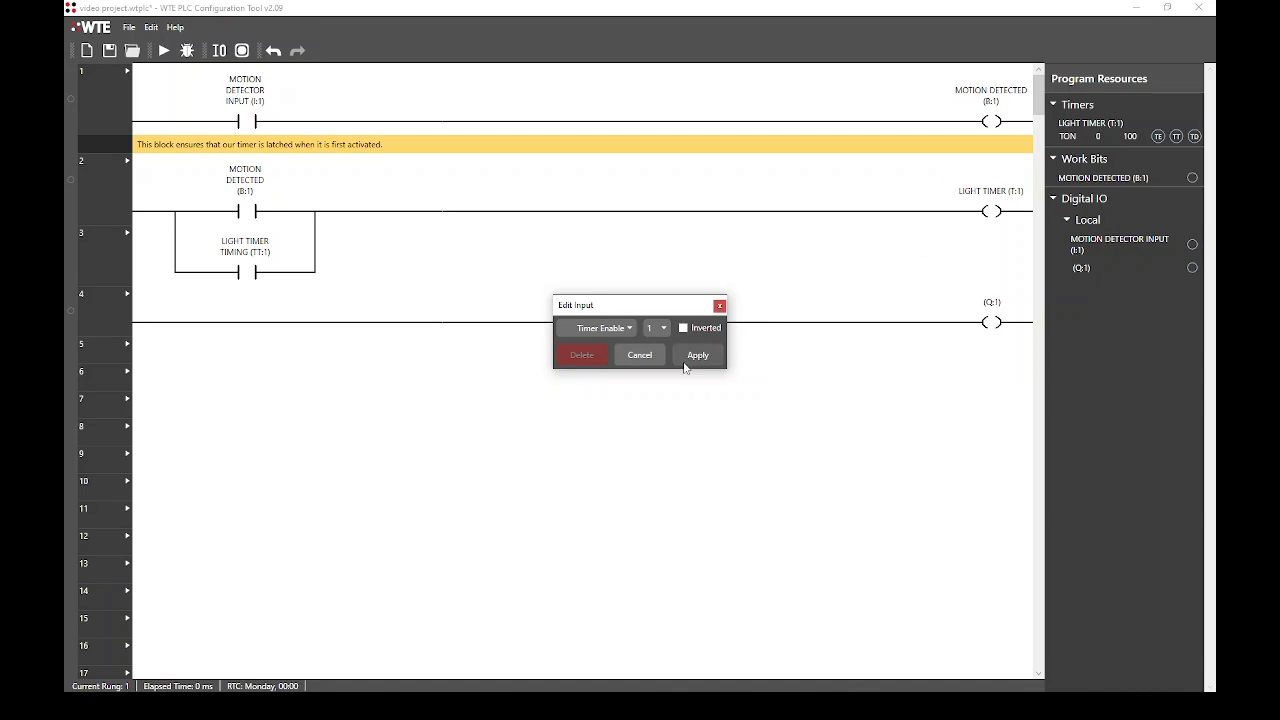 video project.wtplc* - WTE PLC Configuration Tool v2.09
WTE File Edit Help
IO
1
MOTION
DETECTOR
INPUT (I:1)
MOTION DETECTED
(B:1)
This block ensures that our timer is latched when it is first activated.
2
MOTION
DETECTED
(B:1)
LIGHT TIMER (T:1)
3
LIGHT TIMER
TIMING (TT:1)
4
(Q:1)
Edit Input x
Timer Enable 1 Inverted
Delete Cancel Apply
5
6
7
8
9
10
11
12
13
14
15
16
17
Program Resources
Timers
LIGHT TIMER (T:1)
TON 0 100 TE TT TD
Work Bits
MOTION DETECTED (B:1)
Digital IO
Local
MOTION DETECTOR INPUT
(I:1)
(Q:1)
Current Rung: 1 Elapsed Time: 0 ms RTC: Monday, 00:00